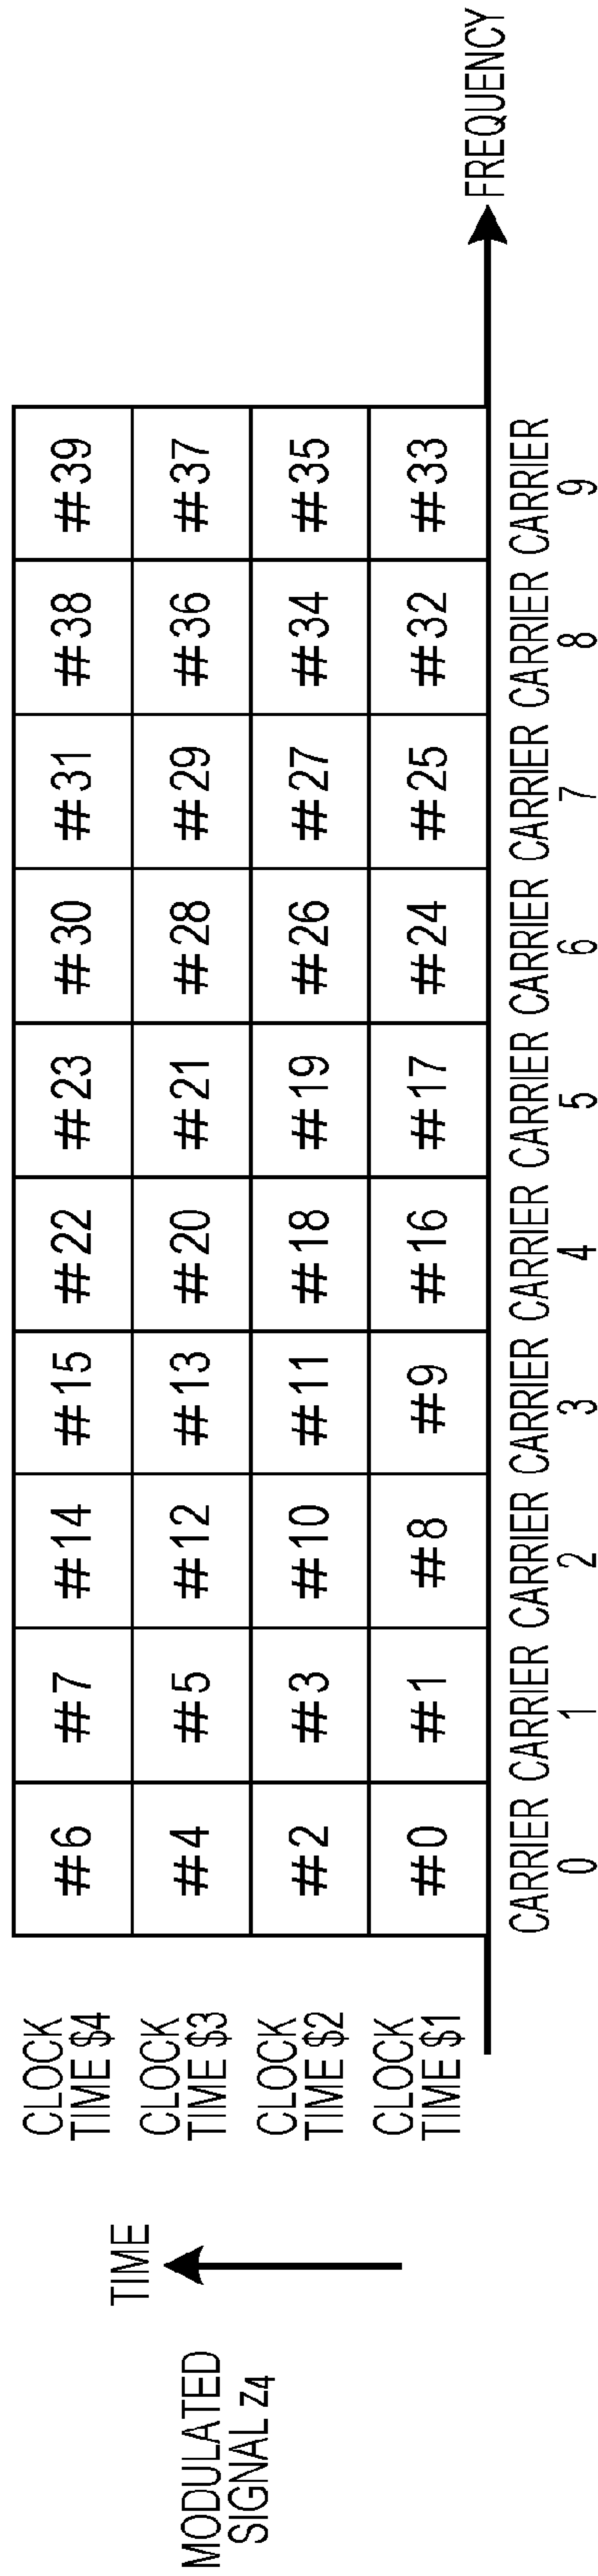 MODULATED
SIGNAL z4
TIME
CLOCK
TIME $4
#6 #7 #14 #15 #22 #23 #30 #31 #38 #39
CLOCK
TIME $3
#4 #5 #12 #13 #20 #21 #28 #29 #36 #37
CLOCK
TIME $2
#2 #3 #10 #11 #18 #19 #26 #27 #34 #35
CLOCK
TIME $1
#0 #1 #8 #9 #16 #17 #24 #25 #32 #33
FREQUENCY
CARRIER CARRIER CARRIER CARRIER CARRIER CARRIER CARRIER CARRIER CARRIER CARRIER
0 1 2 3 4 5 6 7 8 9